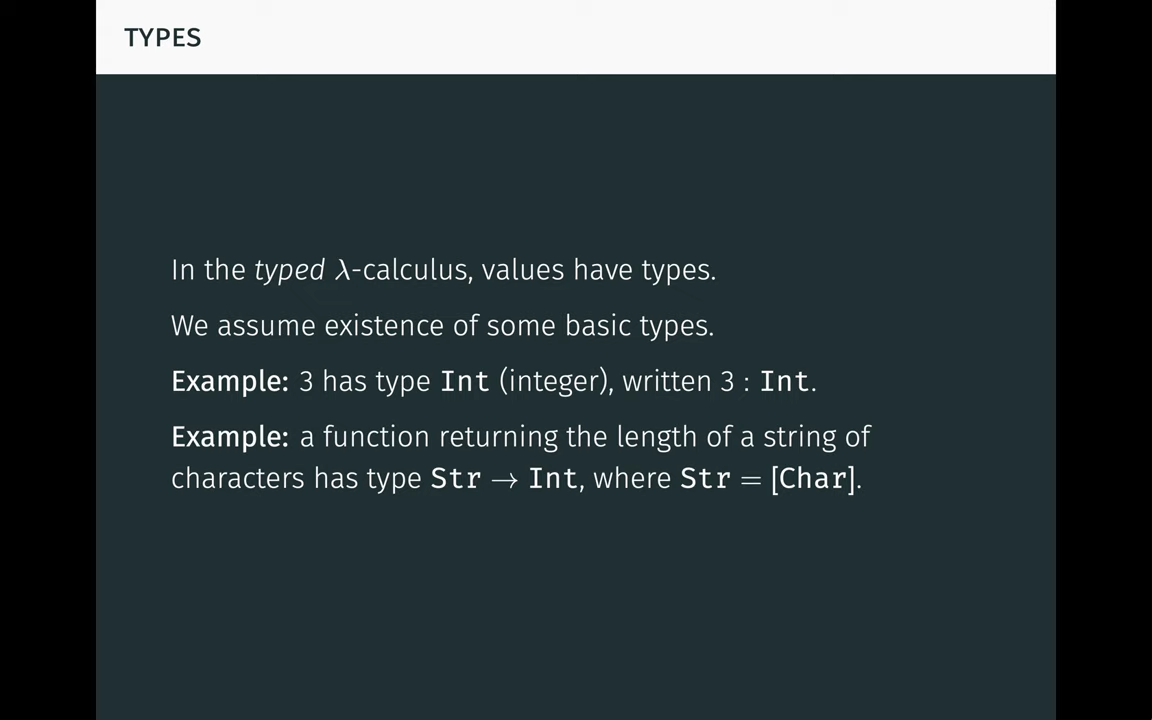 TYPES
In the typed λ-calculus, values have types.
We assume existence of some basic types.
Example: 3 has type Int (integer), written 3 : Int.
Example: a function returning the length of a string of
characters has type Str → Int, where Str = [Char].